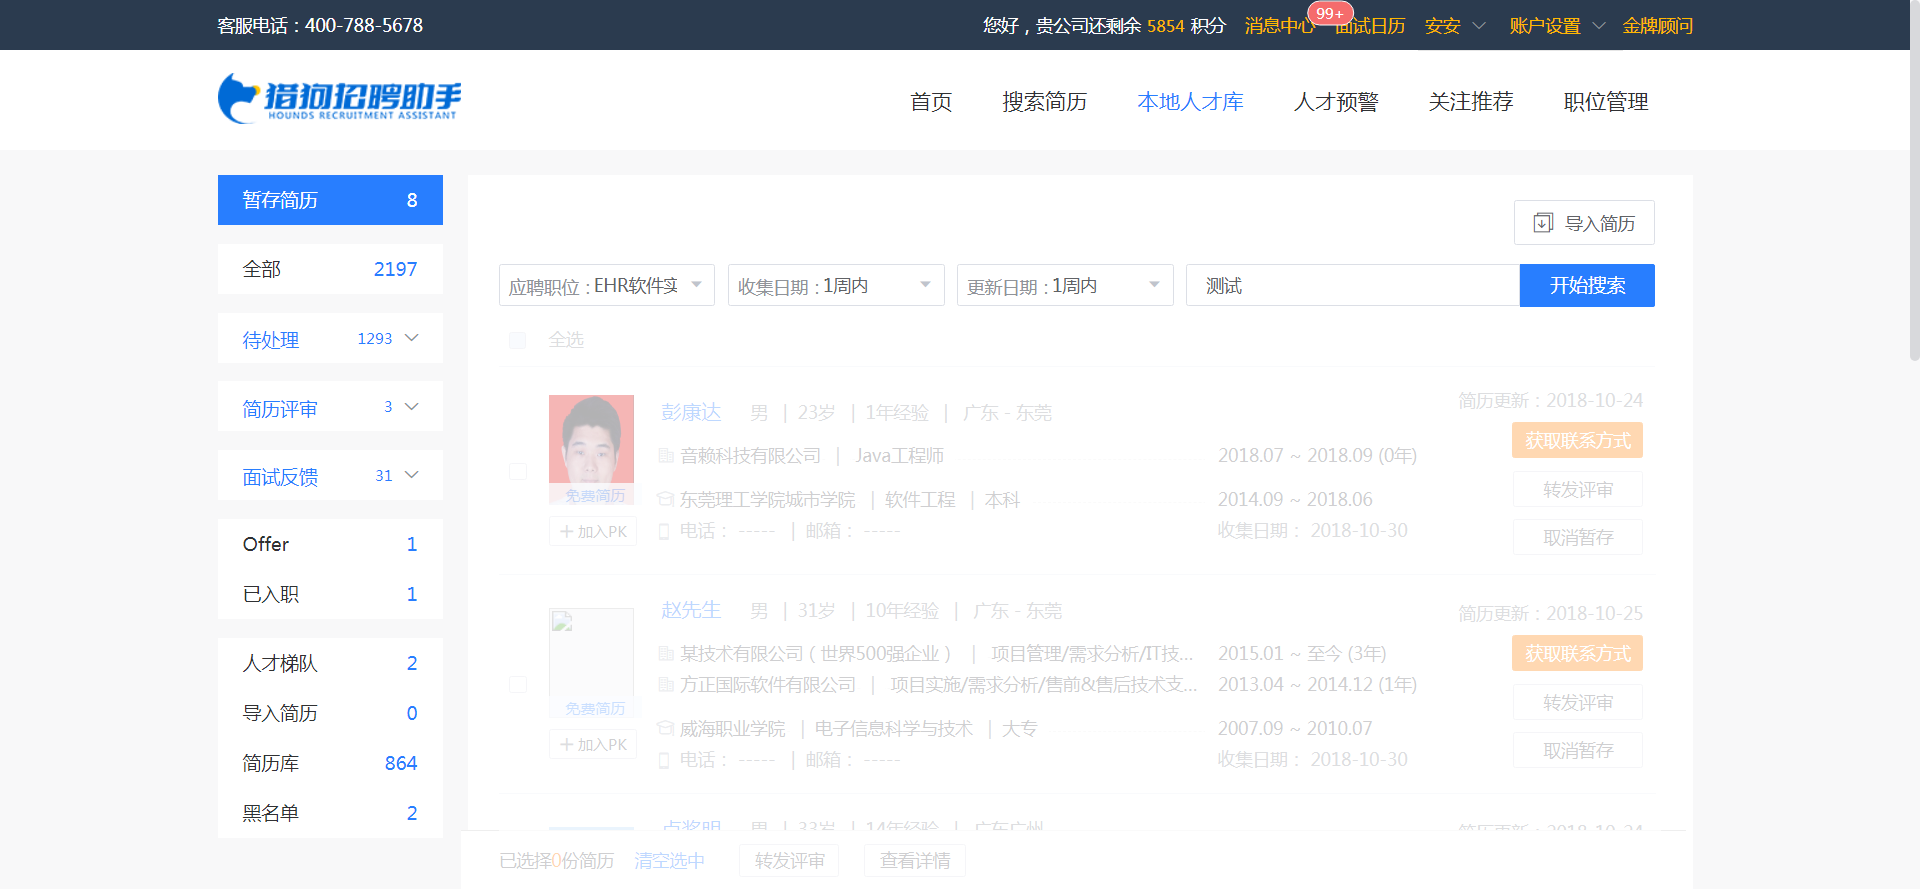 客服电话：400-788-5678
您好，贵公司还剩余 5854 积分 消息中心 99+ 面试日历 安安 账户设置 金牌顾问
猎狗招聘助手
HOUNDS RECRUITMENT ASSISTANT
首页 搜索简历 本地人才库 人才预警 关注推荐 职位管理
暂存简历 8
全部 2197
待处理 1293
简历评审 3
面试反馈 31
Offer 1
已入职 1
人才梯队 2
导入简历 0
简历库 864
黑名单 2
导入简历
应聘职位：EHR软件实 收集日期：1周内 更新日期：1周内 测试 开始搜索
全选
彭康达 男 | 23岁 | 1年经验 | 广东 - 东莞 简历更新：2018-10-24
获取联系方式
音赖科技有限公司 | Java工程师 2018.07 ~ 2018.09 (0年)
转发评审
免费简历
东莞理工学院城市学院 | 软件工程 | 本科 2014.09 ~ 2018.06
+ 加入PK
电话： ----- | 邮箱： ----- 收集日期： 2018-10-30
取消暂存
赵先生 男 | 31岁 | 10年经验 | 广东 - 东莞 简历更新：2018-10-25
某技术有限公司（世界500强企业） | 项目管理/需求分析/IT技... 2015.01 ~ 至今 (3年)
获取联系方式
方正国际软件有限公司 | 项目实施/需求分析/售前&售后技术支... 2013.04 ~ 2014.12 (1年)
转发评审
免费简历
威海职业学院 | 电子信息科学与技术 | 大专 2007.09 ~ 2010.07
+ 加入PK
取消暂存
电话： ----- | 邮箱： ----- 收集日期： 2018-10-30
男 | 33岁 | 14年经验 | 广东广州 简历更新：2018-10-24
已选择0份简历 清空选中 转发评审 查看详情